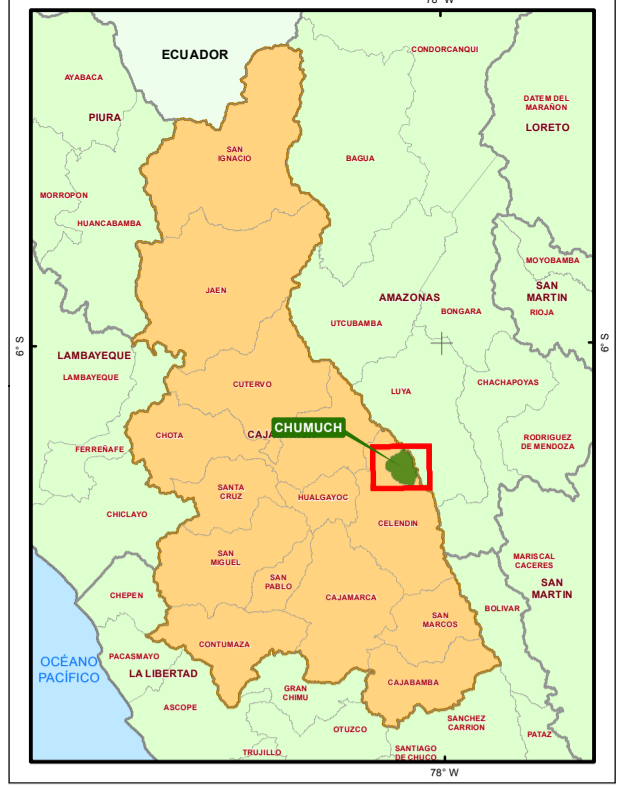 78° W
ECUADOR
CONDORCANQUI
AYABACA
DATEM DEL
MARAÑON
PIURA
LORETO
SAN
IGNACIO
BAGUA
MORROPON
HUANCABAMBA
MOYOBAMBA
JAEN
SAN
MARTIN
AMAZONAS
BONGARA
RIOJA
UTCUBAMBA
6° S
6° S
LAMBAYEQUE
LAMBAYEQUE
CUTERVO
LUYA
CHACHAPOYAS
CHUMUCH
CHOTA
CAJA
FERREÑAFE
RODRIGUEZ
DE MENDOZA
SANTA
CRUZ
HUALGAYOC
CHICLAYO
CELENDIN
SAN
MIGUEL
MARISCAL
CACERES
SAN
PABLO
SAN
MARTIN
CHEPEN
CAJAMARCA
BOLIVAR
SAN
MARCOS
CONTUMAZA
OCÉANO
PACÍFICO
PACASMAYO
LA LIBERTAD
CAJABAMBA
GRAN
CHIMU
ASCOPE
SANCHEZ
CARRION
OTUZCO
PATAZ
TRUJILLO
SANTIAGO
DE CHUCO
78° W